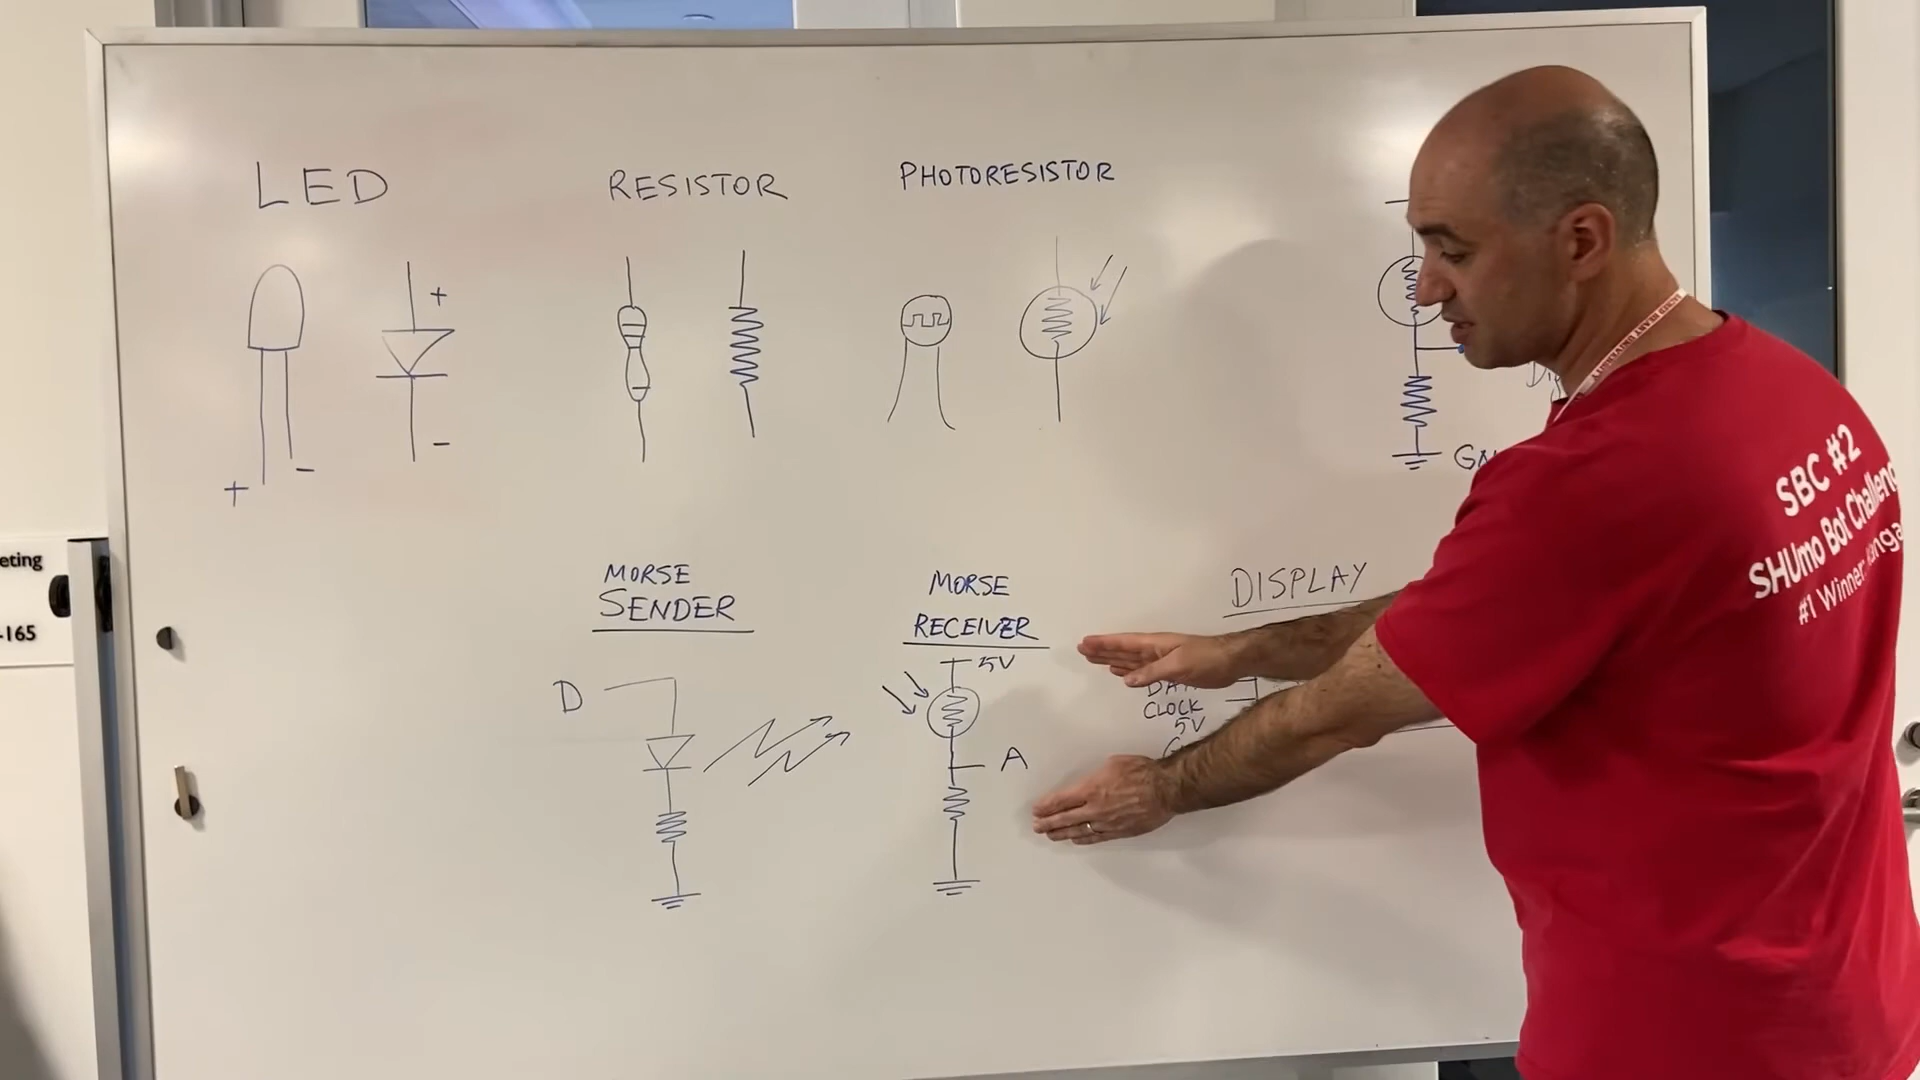 LED
RESISTOR
PHOTORESISTOR
+
-
+
-
MORSE
SENDER
D
MORSE
RECEIVER
5V
A
DISPLAY
CLOCK
5V
eting
-165
SBC #2
SHUmo Bot Challeng
#1 Winner: